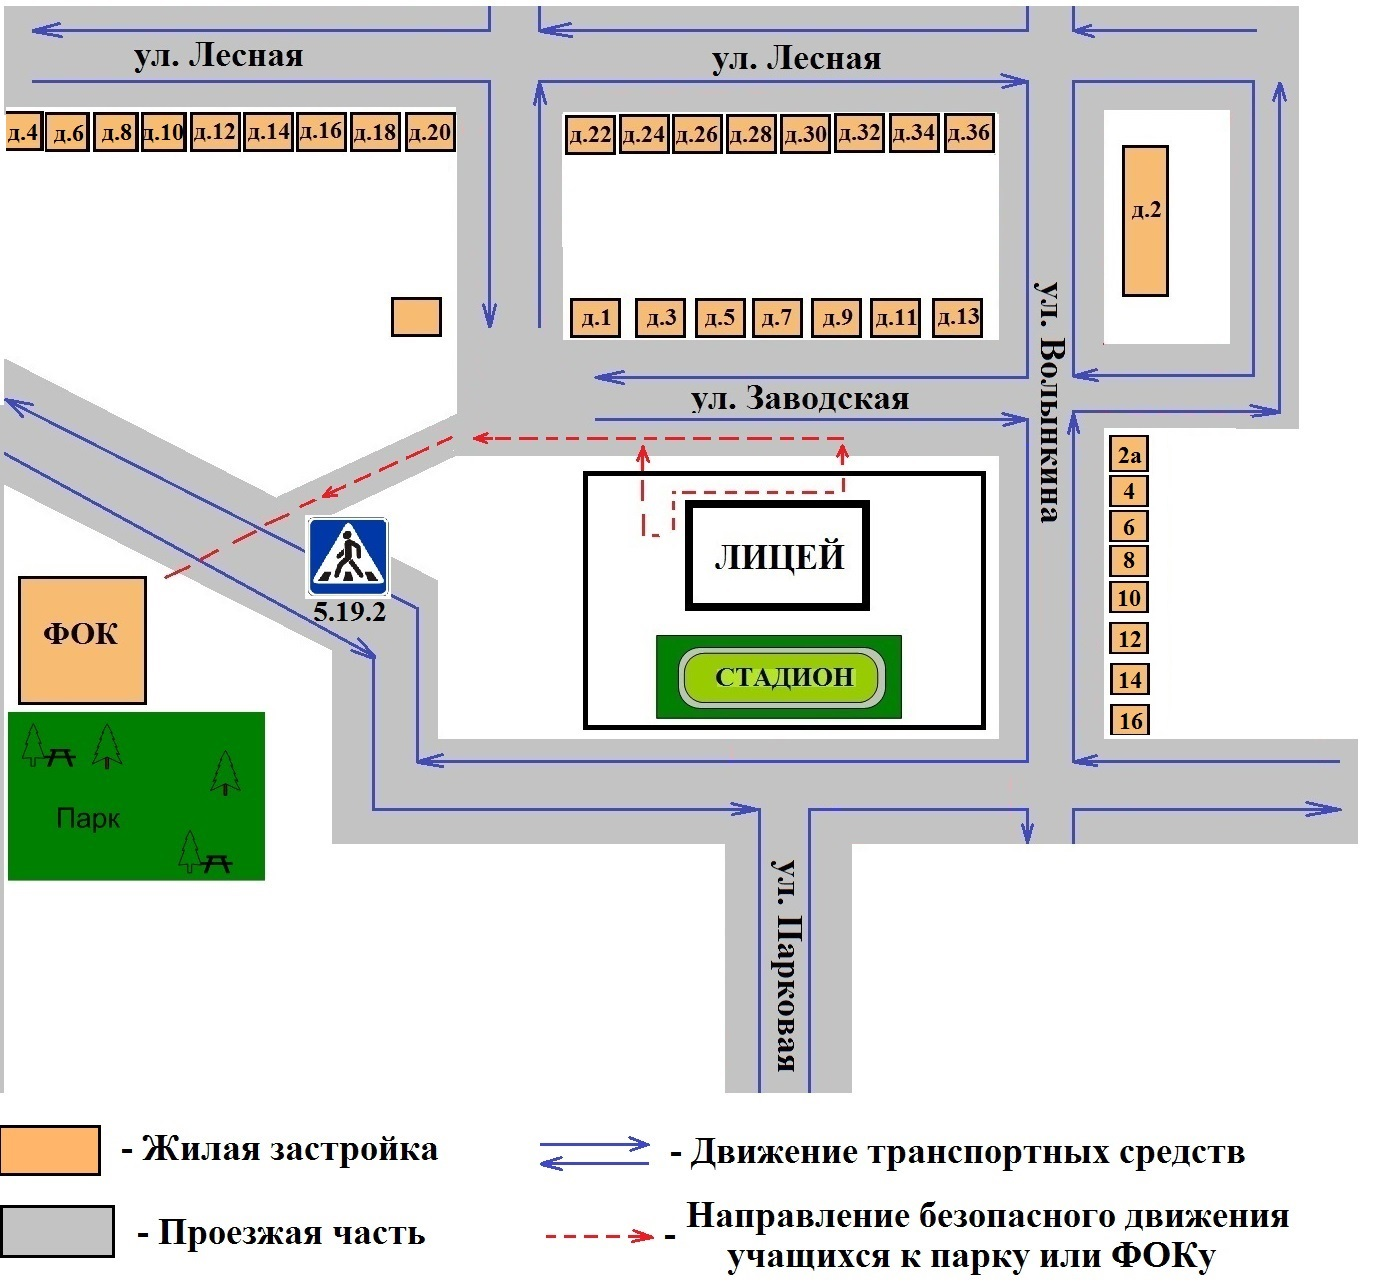 ул. Лесная
ул. Лесная
д.4 д.6 д.8 д.10 д.12 д.14 д.16 д.18 д.20
д.22 д.24 д.26 д.28 д.30 д.32 д.34 д.36
д.2
д.1 д.3 д.5 д.7 д.9 д.11 д.13
ул. Волынкина
ул. Заводская
2а
4
6
8
10
12
14
16
ЛИЦЕЙ
5.19.2
ФОК
СТАДИОН
Парк
ул. Парковая
- Жилая застройка
- Движение транспортных средств
- Проезжая часть
- Направление безопасного движения
учащихся к парку или ФОКу